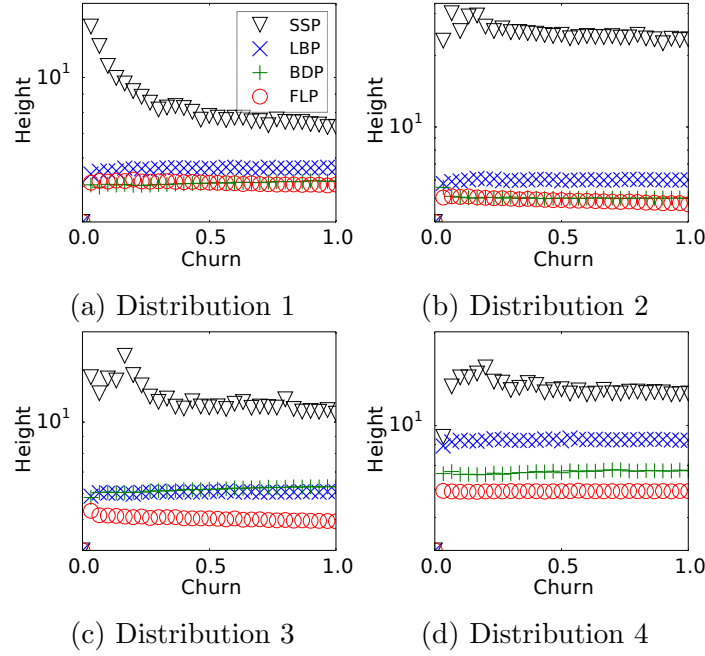 SSP
LBP
BDP
FLP
Height
10¹
0.0 0.5 1.0
Churn
(a) Distribution 1
Height
10¹
0.0 0.5 1.0
Churn
(b) Distribution 2
Height
10¹
0.0 0.5 1.0
Churn
(c) Distribution 3
Height
10¹
0.0 0.5 1.0
Churn
(d) Distribution 4